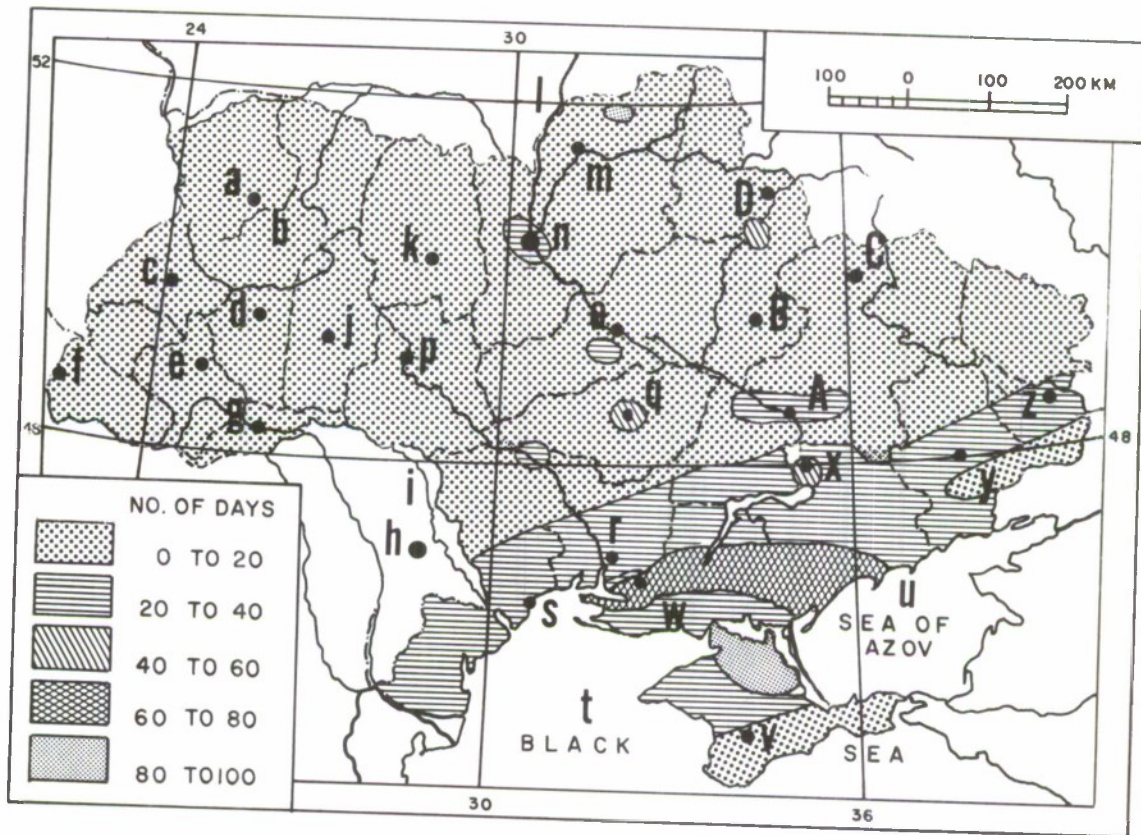 24
30
52
100 0 100 200 KM
l
m
a
D
b
n
k
C
c
d
B
j
o
f
e
p
q
A
z
g
48
48
x
y
i
NO. OF DAYS
h
r
0 TO 20
20 TO 40
s
w
u
SEA OF
AZOV
40 TO 60
t
v
60 TO 80
BLACK
SEA
80 TO 100
30
36